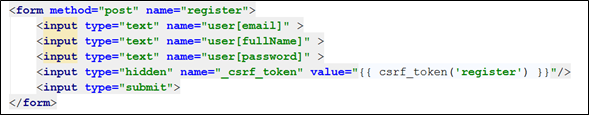 <form method="post" name="register">
<input type="text" name="user[email]" >
<input type="text" name="user[fullName]" >
<input type="text" name="user[password]" >
<input type="hidden" name="_csrf_token" value="{{ csrf_token('register') }}"/>
<input type="submit">
</form>